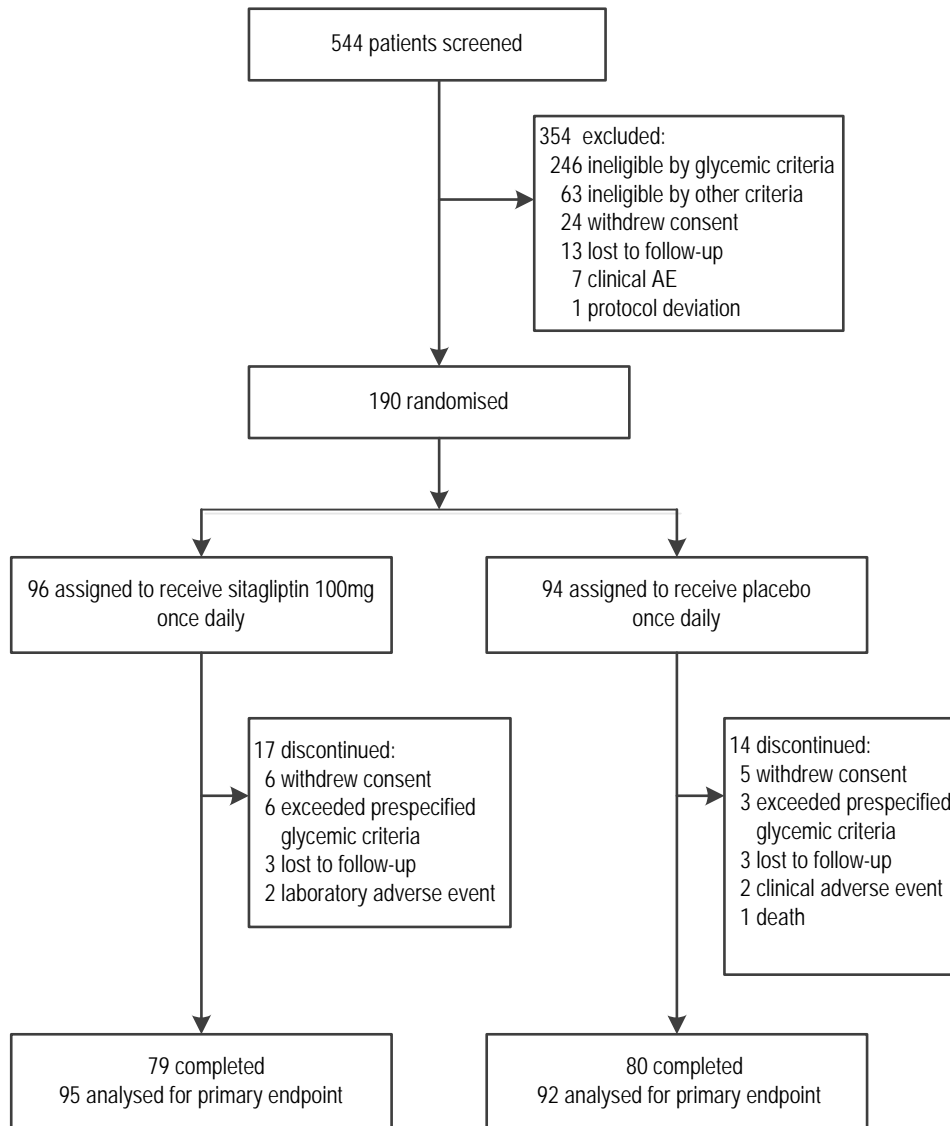 544 patients screened
354 excluded:
246 ineligible by glycemic criteria
63 ineligible by other criteria
24 withdrew consent
13 lost to follow-up
7 clinical AE
1 protocol deviation
190 randomised
96 assigned to receive sitagliptin 100mg
once daily
94 assigned to receive placebo
once daily
17 discontinued:
6 withdrew consent
6 exceeded prespecified
glycemic criteria
3 lost to follow-up
2 laboratory adverse event
14 discontinued:
5 withdrew consent
3 exceeded prespecified
glycemic criteria
3 lost to follow-up
2 clinical adverse event
1 death
79 completed
95 analysed for primary endpoint
80 completed
92 analysed for primary endpoint